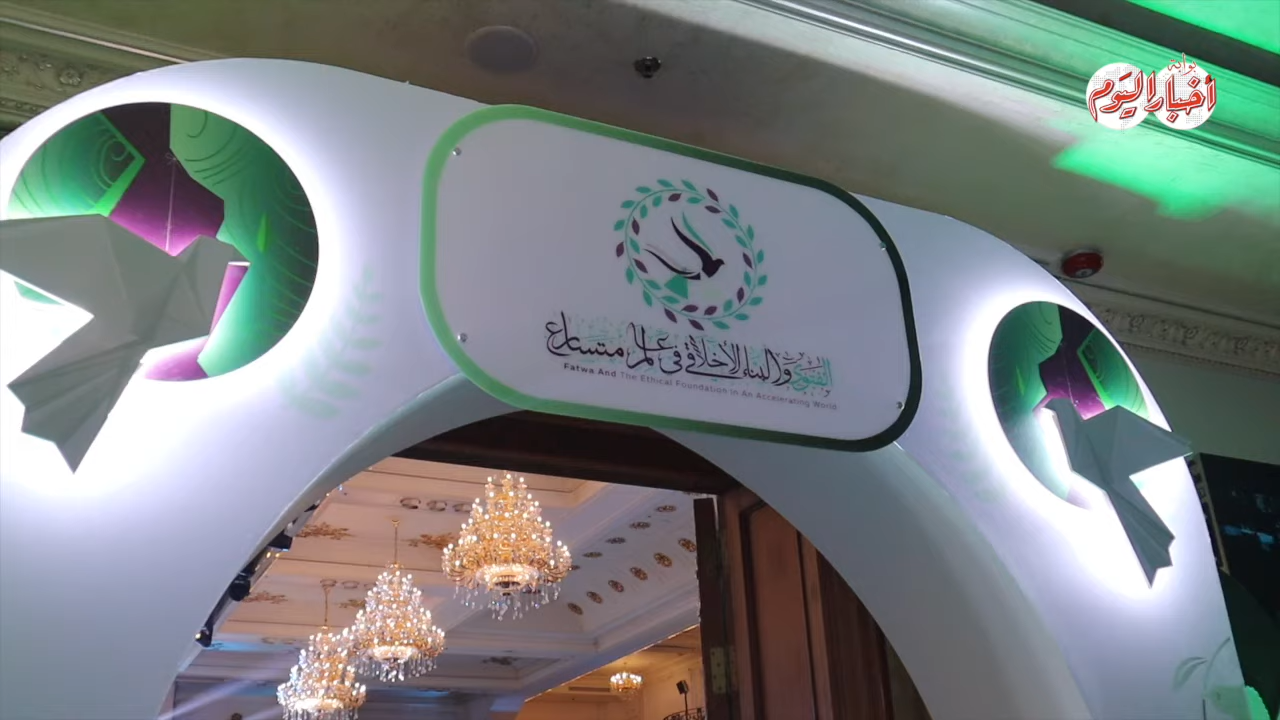 بوابة
أخبار اليوم
الفتوى والبناء الأخلاقي في عالم متسارع
Fatwa And The Ethical Foundation in An Accelerating World